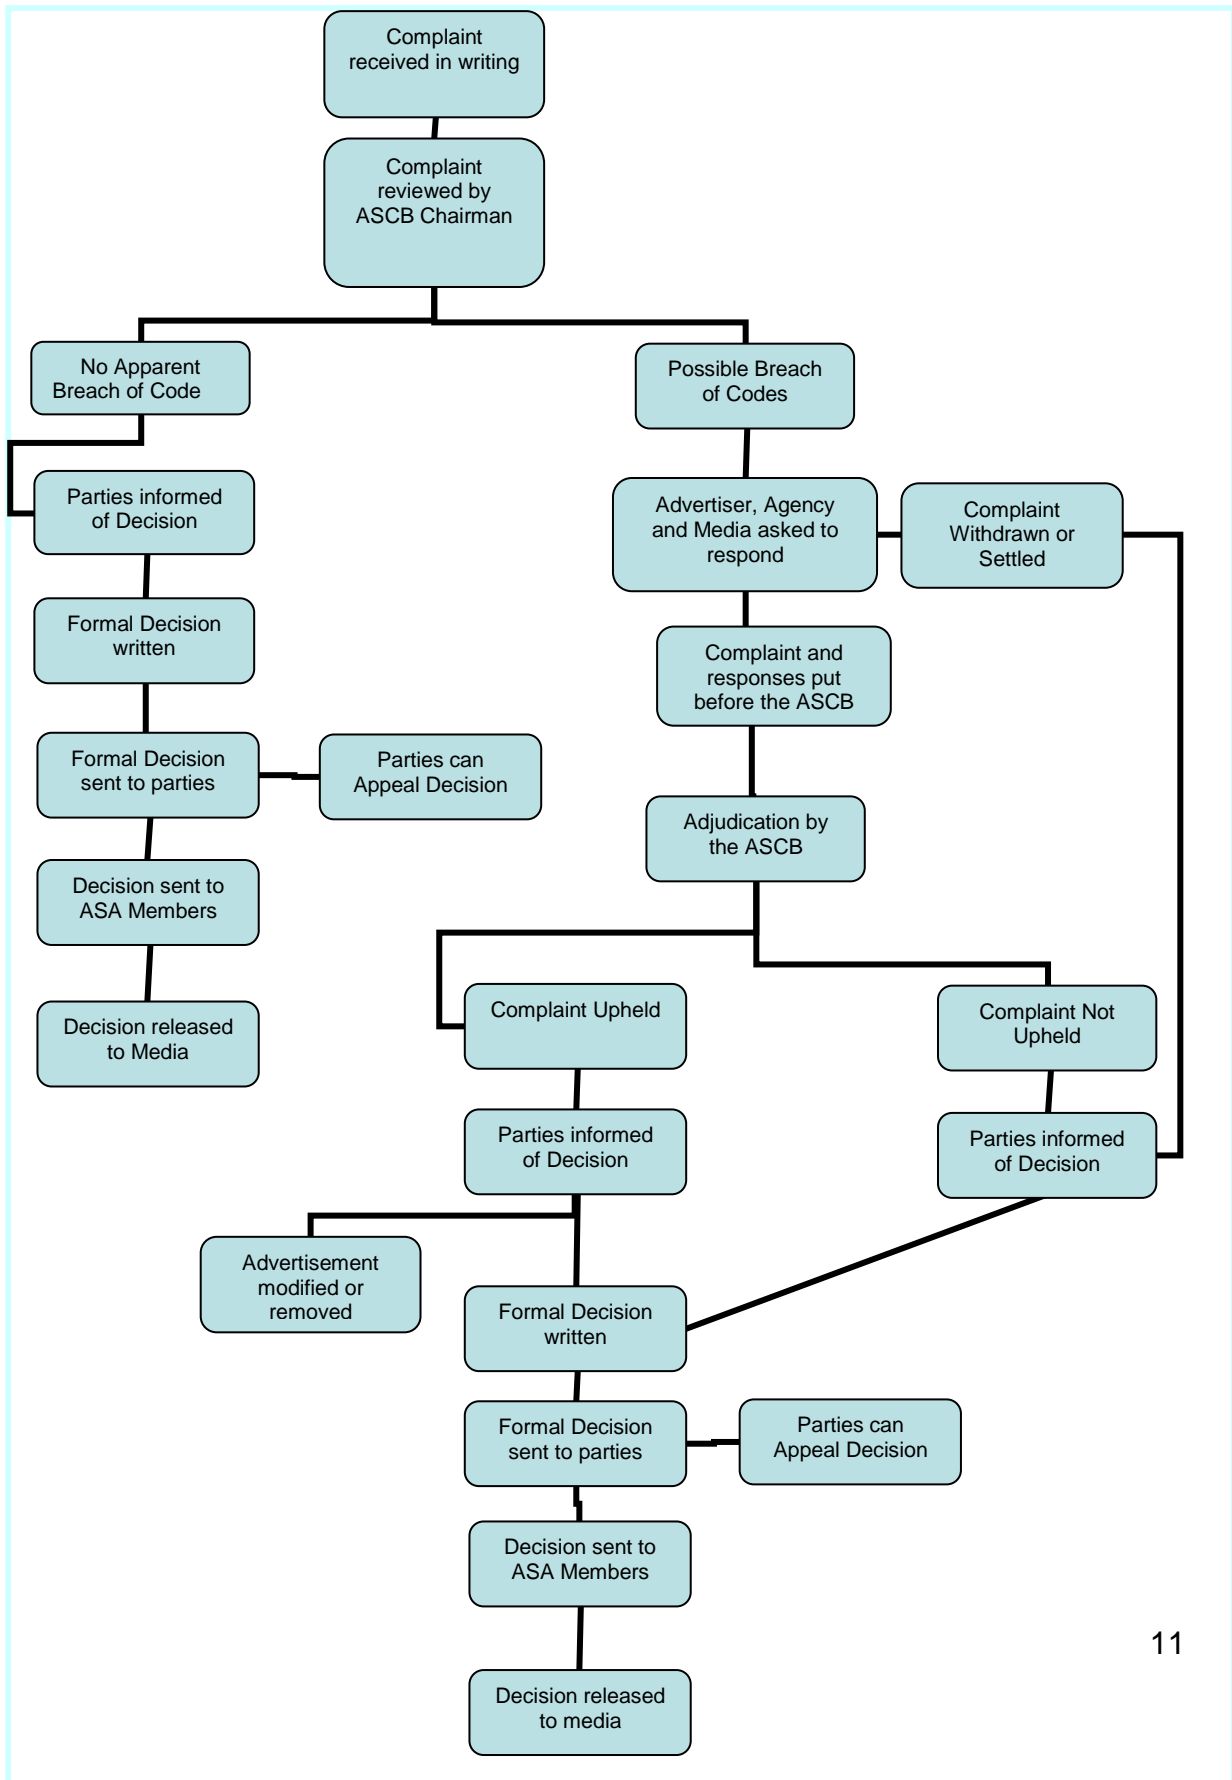 Complaint
received in writing
Complaint
reviewed by
ASCB Chairman
No Apparent
Breach of Code
Possible Breach
of Codes
Parties informed
of Decision
Advertiser, Agency
and Media asked to
respond
Complaint
Withdrawn or
Settled
Formal Decision
written
Complaint and
responses put
before the ASCB
Formal Decision
sent to parties
Parties can
Appeal Decision
Adjudication by
the ASCB
Decision sent to
ASA Members
Decision released
to Media
Complaint Upheld
Complaint Not
Upheld
Parties informed
of Decision
Parties informed
of Decision
Advertisement
modified or
removed
Formal Decision
written
Formal Decision
sent to parties
Parties can
Appeal Decision
Decision sent to
ASA Members
Decision released
to media
11